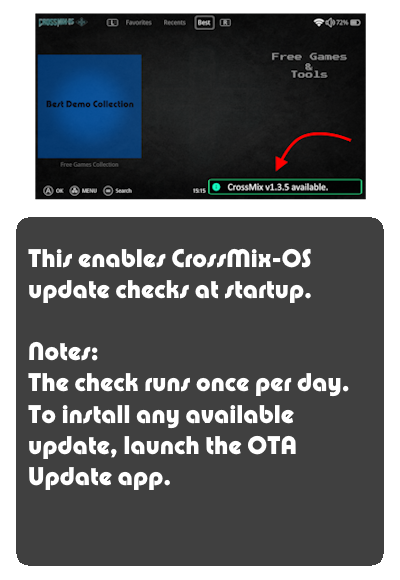 CROSSMIX-OS
L Favorites Recents Best R 72%
Free Games
&
Tools
Best Demo Collection
Free Games Collection
A OK MENU Search 15:15 CrossMix v1.3.5 available.
This enables CrossMix-OS
update checks at startup.
Notes:
The check runs once per day.
To install any available
update, launch the OTA
Update app.